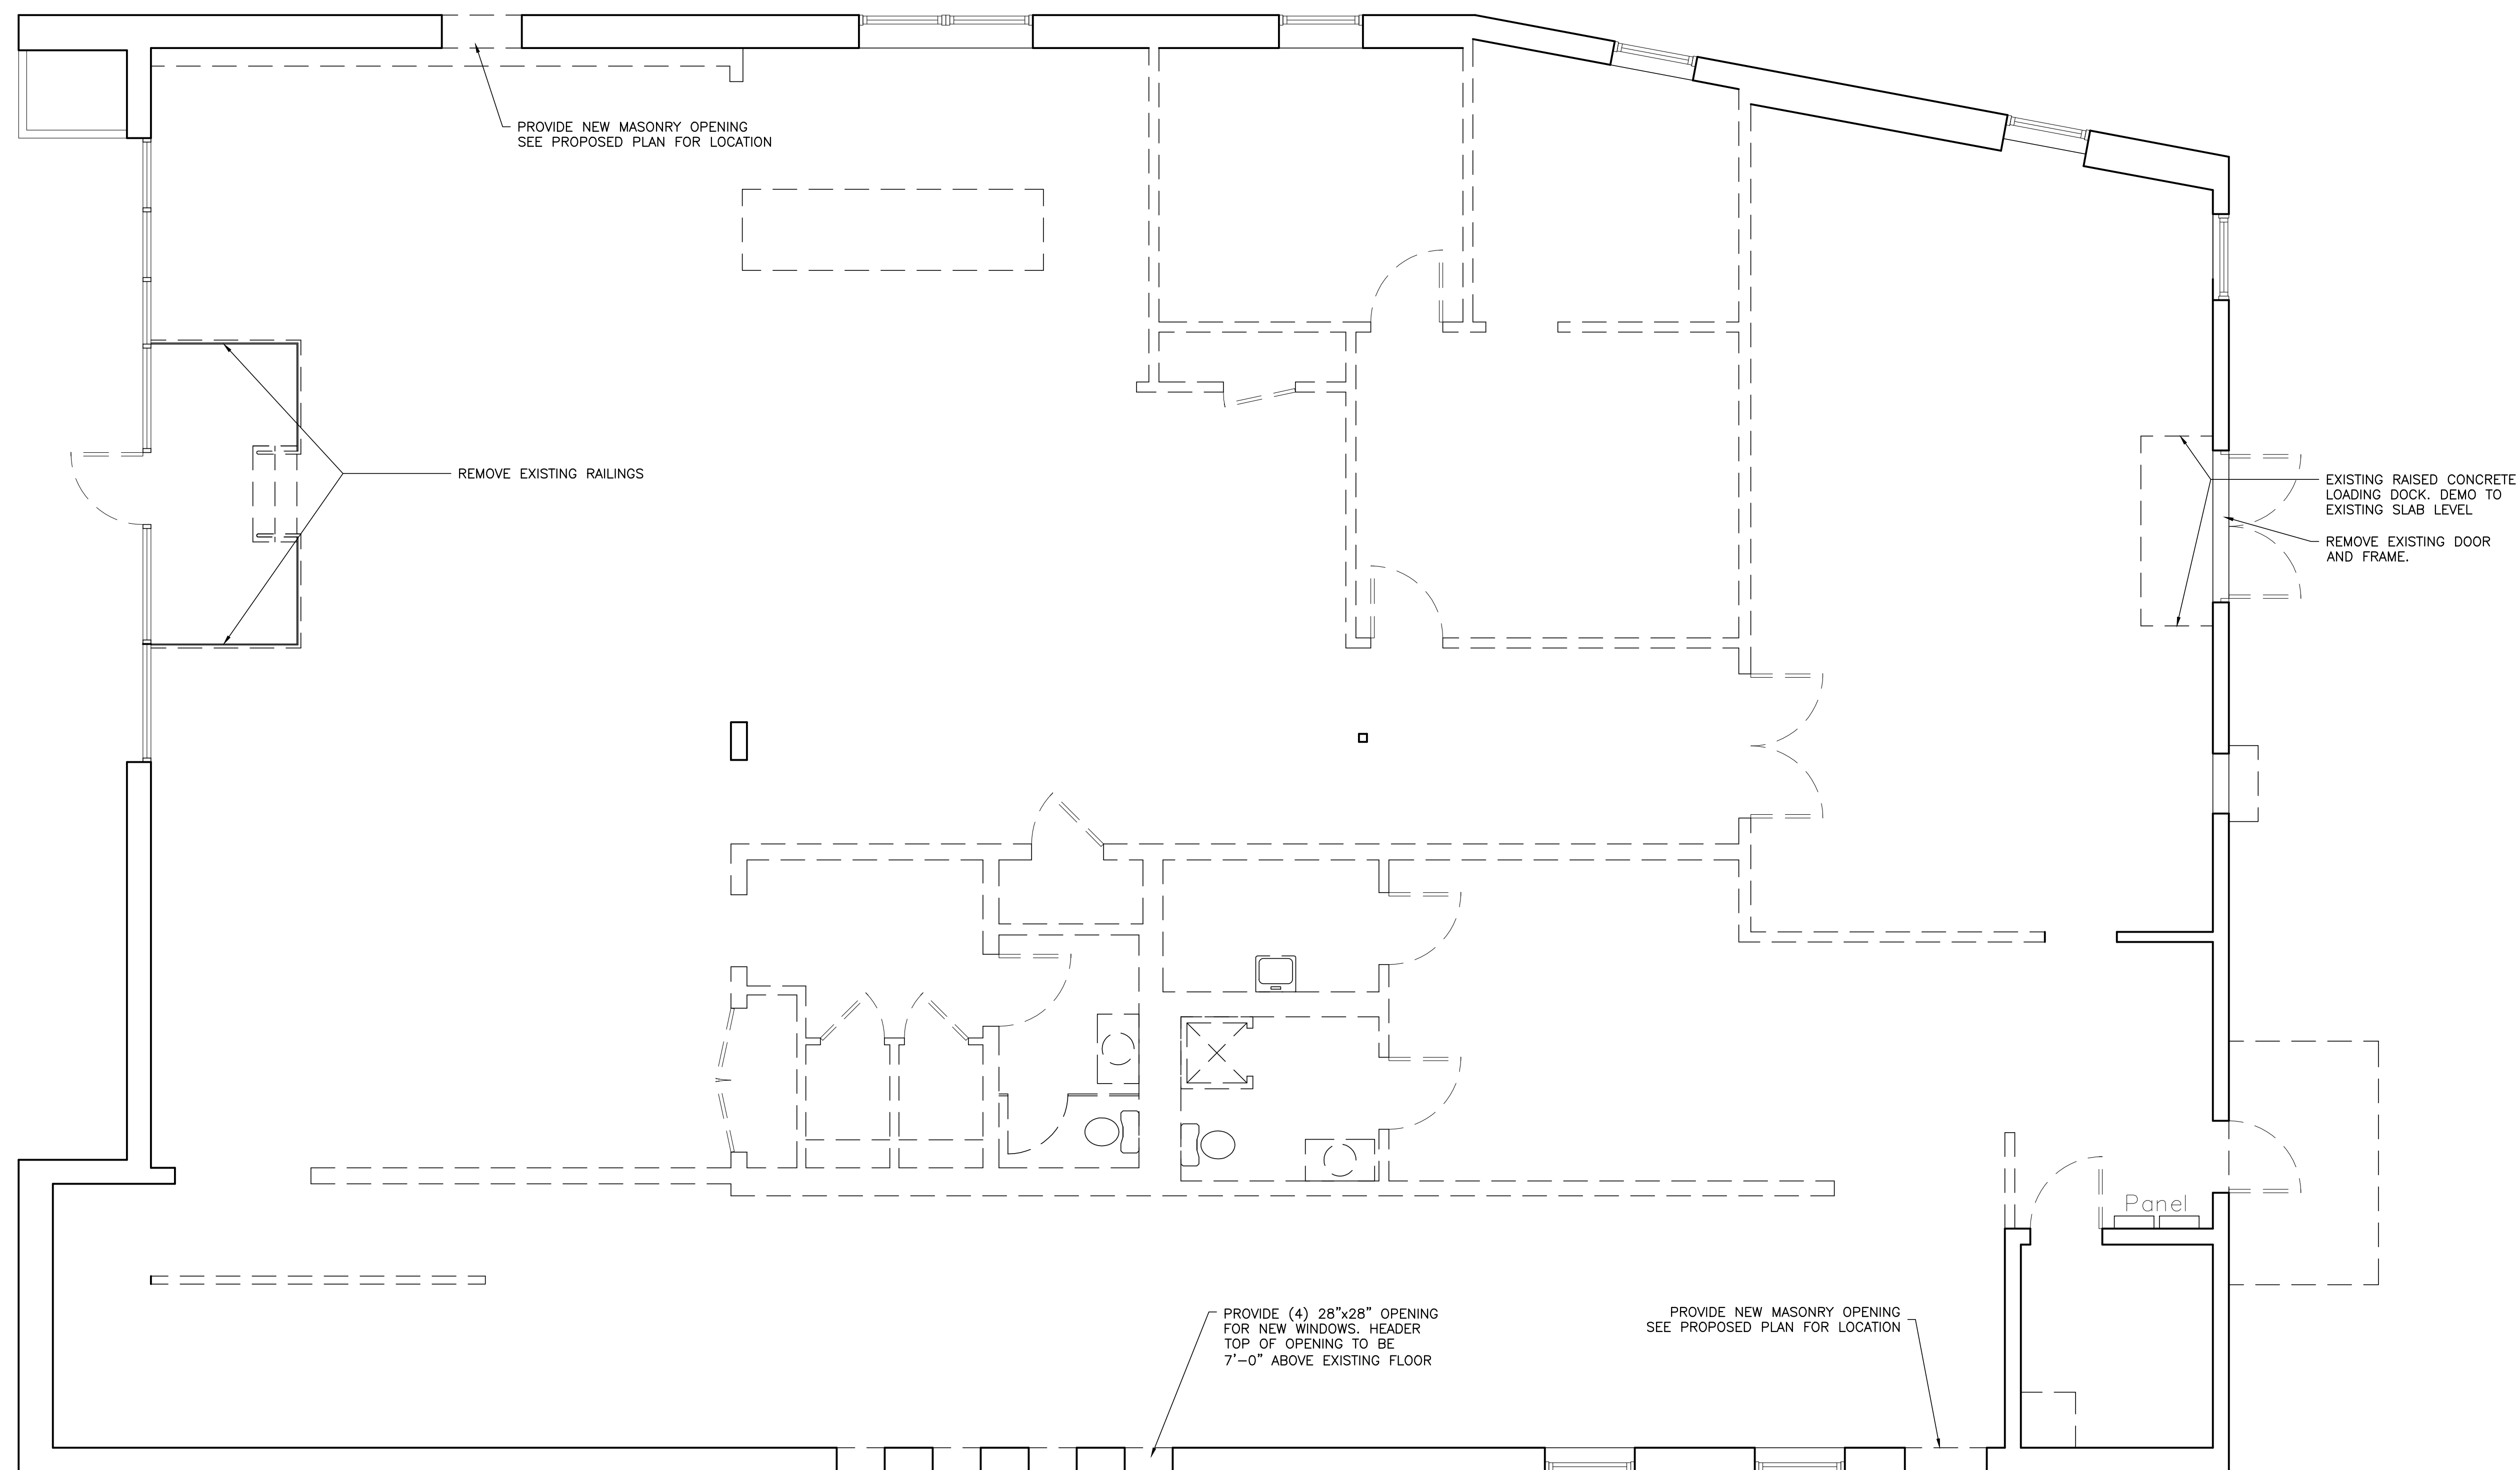 PROVIDE NEW MASONRY OPENING
SEE PROPOSED PLAN FOR LOCATION
REMOVE EXISTING RAILINGS
EXISTING RAISED CONCRETE
LOADING DOCK. DEMO TO
EXISTING SLAB LEVEL
REMOVE EXISTING DOOR
AND FRAME.
Panel
PROVIDE (4) 28”x28” OPENING
FOR NEW WINDOWS. HEADER
TOP OF OPENING TO BE
7’-0” ABOVE EXISTING FLOOR
PROVIDE NEW MASONRY OPENING
SEE PROPOSED PLAN FOR LOCATION